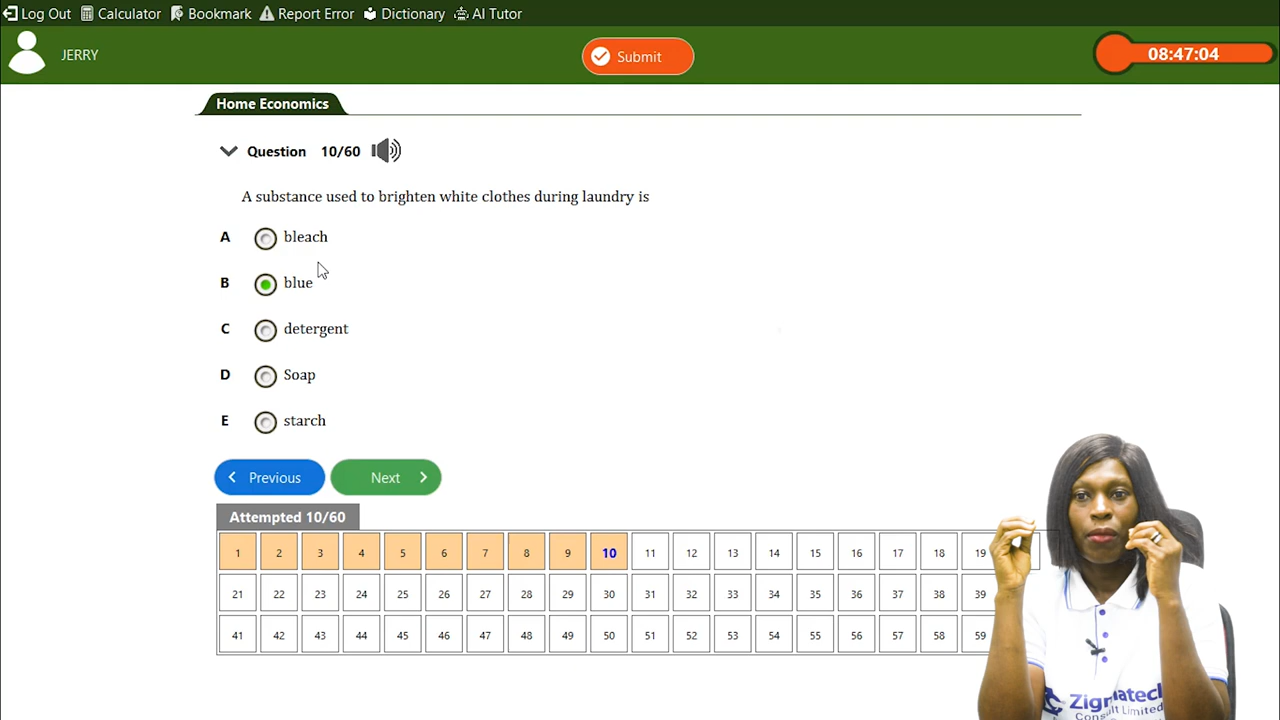 Log Out Calculator Bookmark Report Error Dictionary AI Tutor
JERRY
Submit
08:47:04
Home Economics
Question 10/60
A substance used to brighten white clothes during laundry is
A bleach
B blue
C detergent
D Soap
E starch
Previous
Next
Attempted 10/60
1 2 3 4 5 6 7 8 9 10 11 12 13 14 15 16 17 18 19
21 22 23 24 25 26 27 28 29 30 31 32 33 34 35 36 37 38 39
41 42 43 44 45 46 47 48 49 50 51 52 53 54 55 56 57 58 59
Zigmatech
Consult Limited